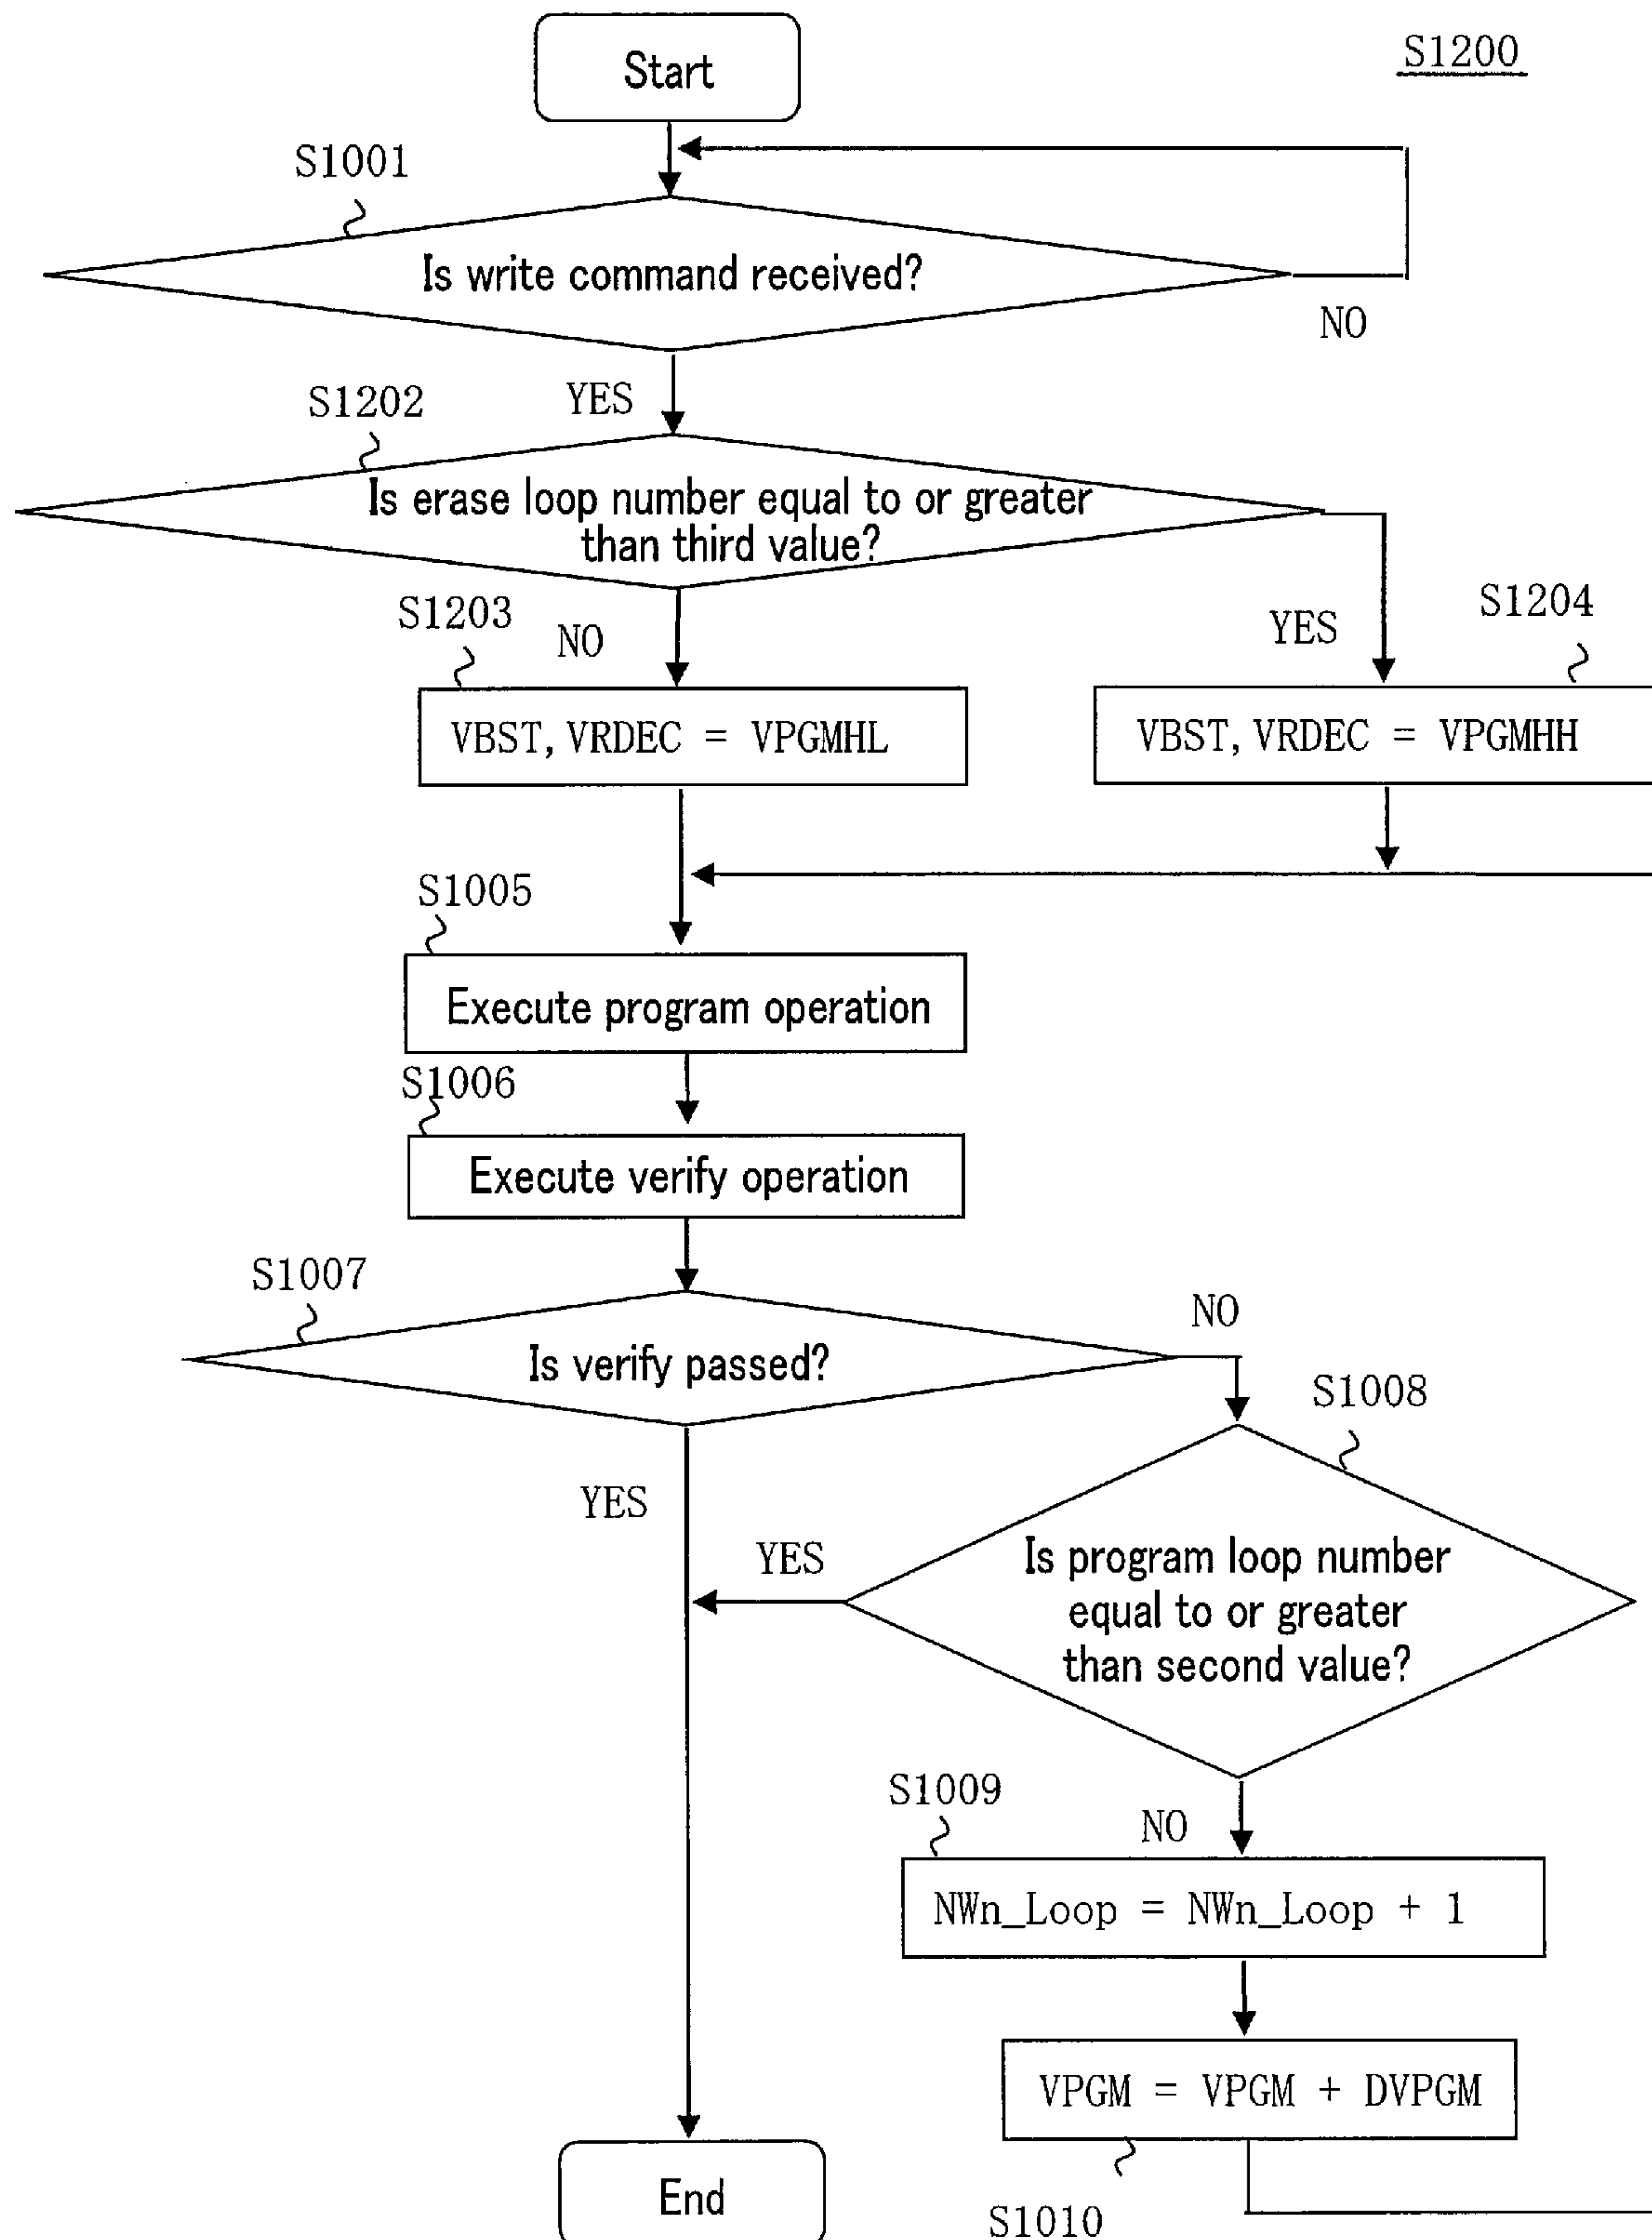 Start
S1200
S1001
Is write command received?
NO
YES
S1202
Is erase loop number equal to or greater
than third value?
S1203
NO
YES
S1204
VBST, VRDEC = VPGMHL
VBST, VRDEC = VPGMHH
S1005
Execute program operation
S1006
Execute verify operation
S1007
NO
Is verify passed?
S1008
YES
YES
Is program loop number
equal to or greater
than second value?
S1009
NO
NWn_Loop = NWn_Loop + 1
VPGM = VPGM + DVPGM
End
S1010